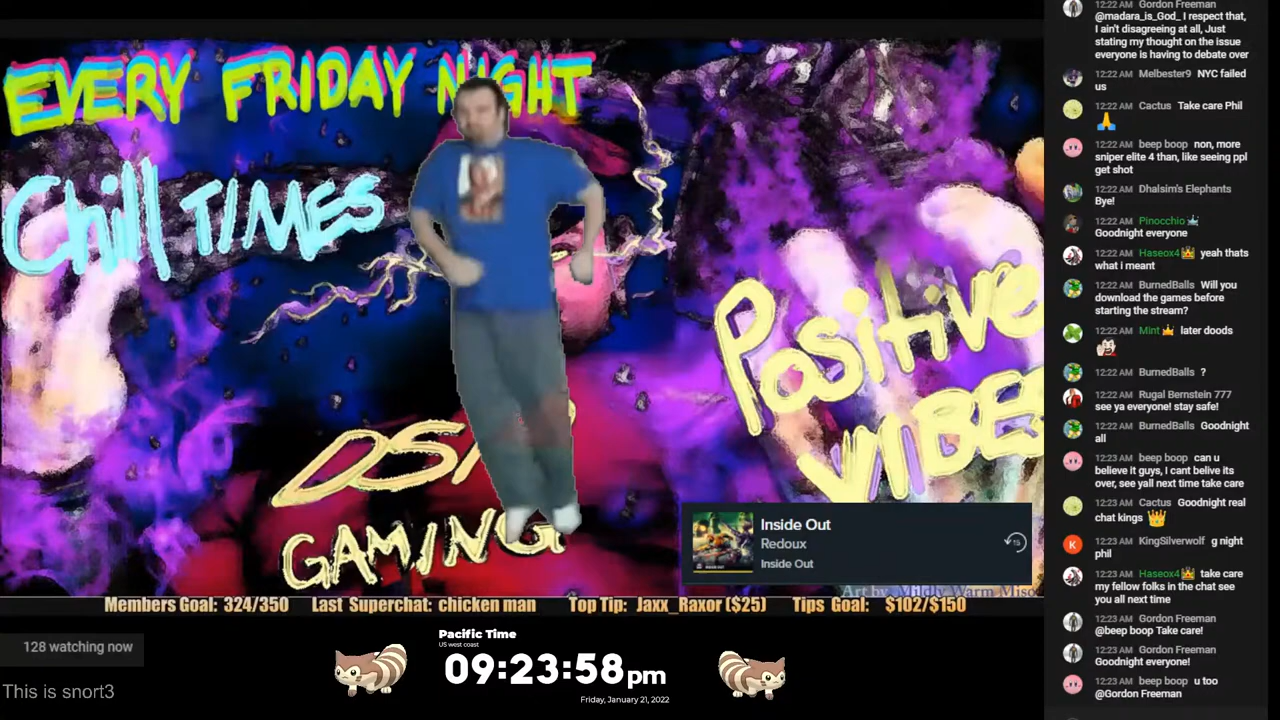 EVERY FRIDAY NIGHT
Chill TIMES
Positive
VIBES
DSP
GAMING
Inside Out
Redoux
Inside Out
15
Art by Mildly Warm Miso
Members Goal: 324/350 Last Superchat: chicken man Top Tip: Jaxx_Raxor ($25) Tips Goal: $102/$150
128 watching now
This is snort3
Pacific Time
US west coast
09:23:58pm
Friday, January 21, 2022
Gordon Freeman
@madara_is_God_ I respect that,
I ain't disagreeing at all, Just
stating my thought on the issue
everyone is having to debate over
12:22 AM Melbester9 NYC failed
us
12:22 AM Cactus Take care Phil
🙏
12:22 AM beep boop non, more
sniper elite 4 than, like seeing ppl
get shot
12:22 AM Dhalsim's Elephants
Bye!
12:22 AM Pinocchio
Goodnight everyone
12:22 AM Haseox4 yeah thats
what i meant
12:22 AM BurnedBalls Will you
download the games before
starting the stream?
12:22 AM Mint later doods
12:22 AM BurnedBalls ?
12:22 AM Rugal Bernstein 777
see ya everyone! stay safe!
12:22 AM BurnedBalls Goodnight
all
12:23 AM beep boop can u
believe it guys, I cant belive its
over, see yall next time take care
12:23 AM Cactus Goodnight real
chat kings 👑
12:23 AM KingSilverwolf g night
phil
12:23 AM Haseox4 take care
my fellow folks in the chat see
you all next time
12:23 AM Gordon Freeman
@beep boop Take care!
12:23 AM Gordon Freeman
Goodnight everyone!
12:23 AM beep boop u too
@Gordon Freeman